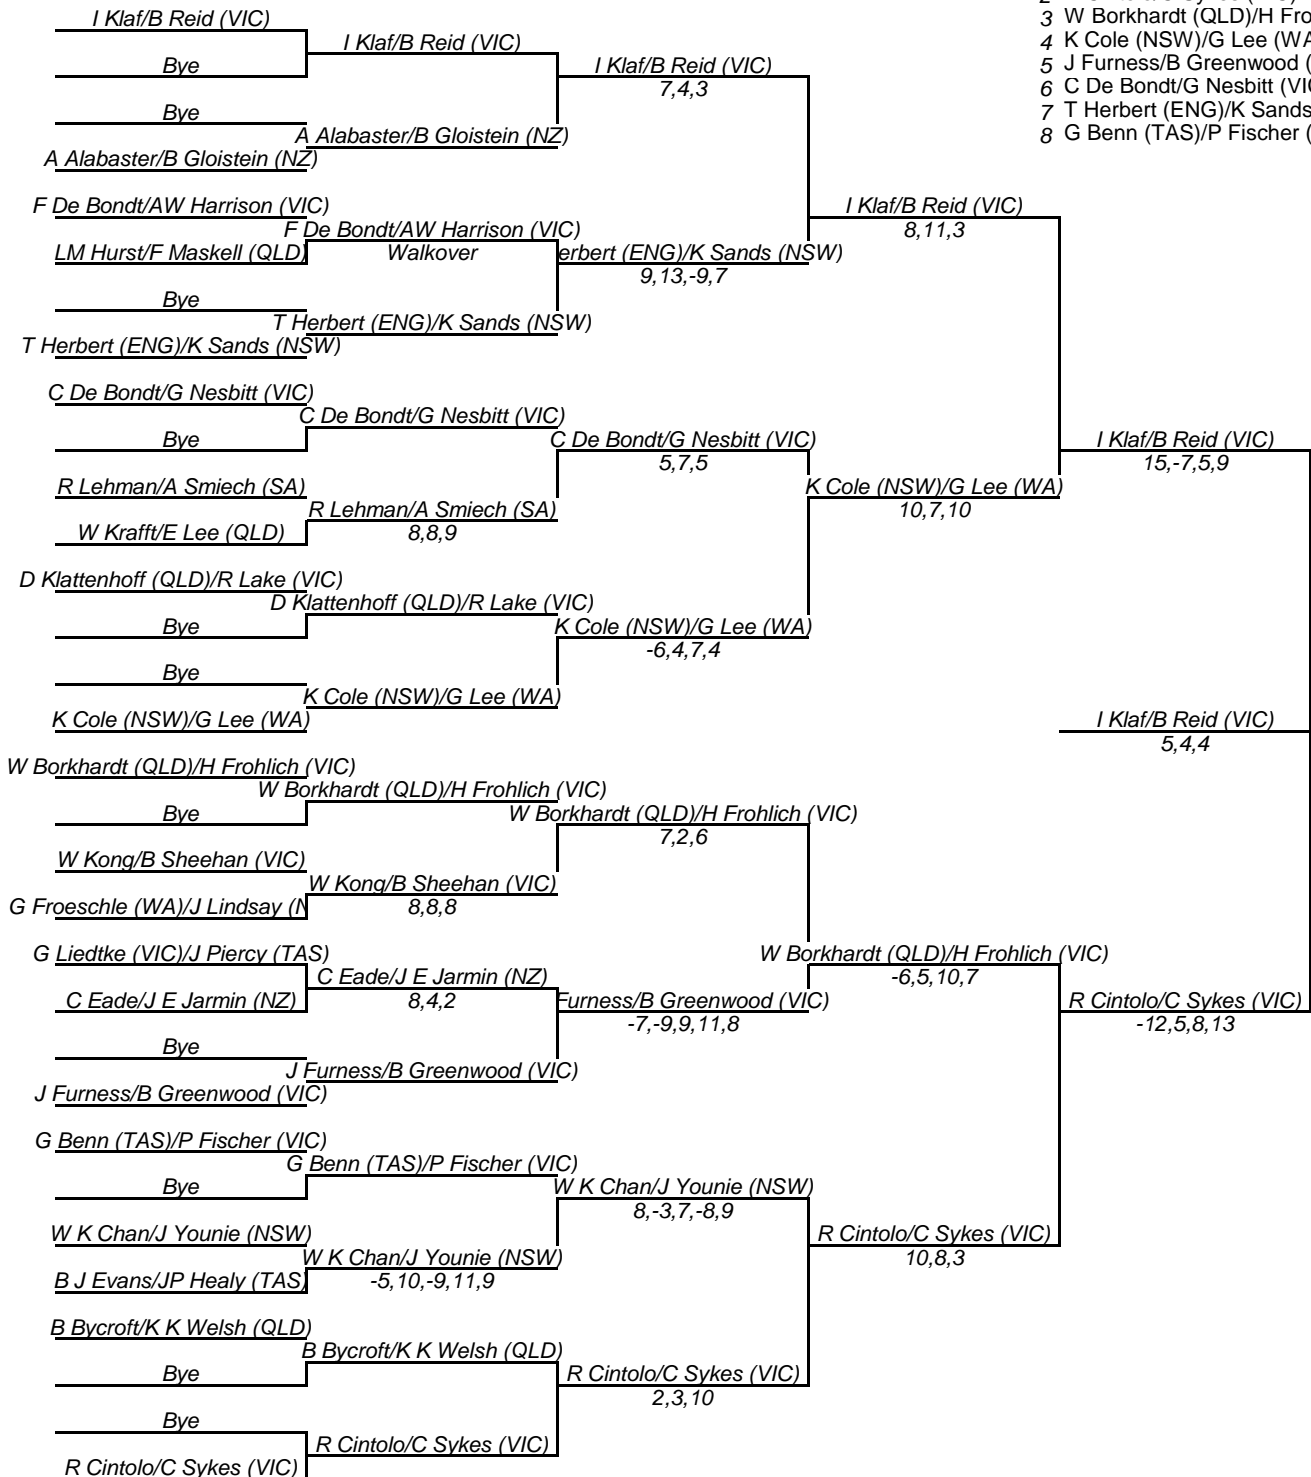 3 W Borkhardt (QLD)/H Fro
4 K Cole (NSW)/G Lee (WA
5 J Furness/B Greenwood (
6 C De Bondt/G Nesbitt (VI
7 T Herbert (ENG)/K Sands
8 G Benn (TAS)/P Fischer (
I Klaf/B Reid (VIC)
Bye
Bye
A Alabaster/B Gloistein (NZ)
F De Bondt/AW Harrison (VIC)
LM Hurst/F Maskell (QLD)
Bye
T Herbert (ENG)/K Sands (NSW)
C De Bondt/G Nesbitt (VIC)
Bye
R Lehman/A Smiech (SA)
W Krafft/E Lee (QLD)
D Klattenhoff (QLD)/R Lake (VIC)
Bye
Bye
K Cole (NSW)/G Lee (WA)
W Borkhardt (QLD)/H Frohlich (VIC)
Bye
W Kong/B Sheehan (VIC)
G Froeschle (WA)/J Lindsay (N
G Liedtke (VIC)/J Piercy (TAS)
C Eade/J E Jarmin (NZ)
Bye
J Furness/B Greenwood (VIC)
G Benn (TAS)/P Fischer (VIC)
Bye
W K Chan/J Younie (NSW)
B J Evans/JP Healy (TAS)
B Bycroft/K K Welsh (QLD)
Bye
Bye
R Cintolo/C Sykes (VIC)
I Klaf/B Reid (VIC)
A Alabaster/B Gloistein (NZ)
F De Bondt/AW Harrison (VIC)
Walkover
T Herbert (ENG)/K Sands (NSW)
C De Bondt/G Nesbitt (VIC)
R Lehman/A Smiech (SA)
8,8,9
D Klattenhoff (QLD)/R Lake (VIC)
K Cole (NSW)/G Lee (WA)
W Borkhardt (QLD)/H Frohlich (VIC)
W Kong/B Sheehan (VIC)
8,8,8
C Eade/J E Jarmin (NZ)
8,4,2
J Furness/B Greenwood (VIC)
G Benn (TAS)/P Fischer (VIC)
W K Chan/J Younie (NSW)
-5,10,-9,11,9
B Bycroft/K K Welsh (QLD)
R Cintolo/C Sykes (VIC)
I Klaf/B Reid (VIC)
7,4,3
erbert (ENG)/K Sands (NSW)
9,13,-9,7
C De Bondt/G Nesbitt (VIC)
5,7,5
K Cole (NSW)/G Lee (WA)
-6,4,7,4
W Borkhardt (QLD)/H Frohlich (VIC)
7,2,6
Furness/B Greenwood (VIC)
-7,-9,9,11,8
W K Chan/J Younie (NSW)
8,-3,7,-8,9
R Cintolo/C Sykes (VIC)
2,3,10
I Klaf/B Reid (VIC)
8,11,3
K Cole (NSW)/G Lee (WA)
10,7,10
W Borkhardt (QLD)/H Frohlich (VIC)
-6,5,10,7
R Cintolo/C Sykes (VIC)
10,8,3
I Klaf/B Reid (VIC)
15,-7,5,9
R Cintolo/C Sykes (VIC)
-12,5,8,13
I Klaf/B Reid (VIC)
5,4,4